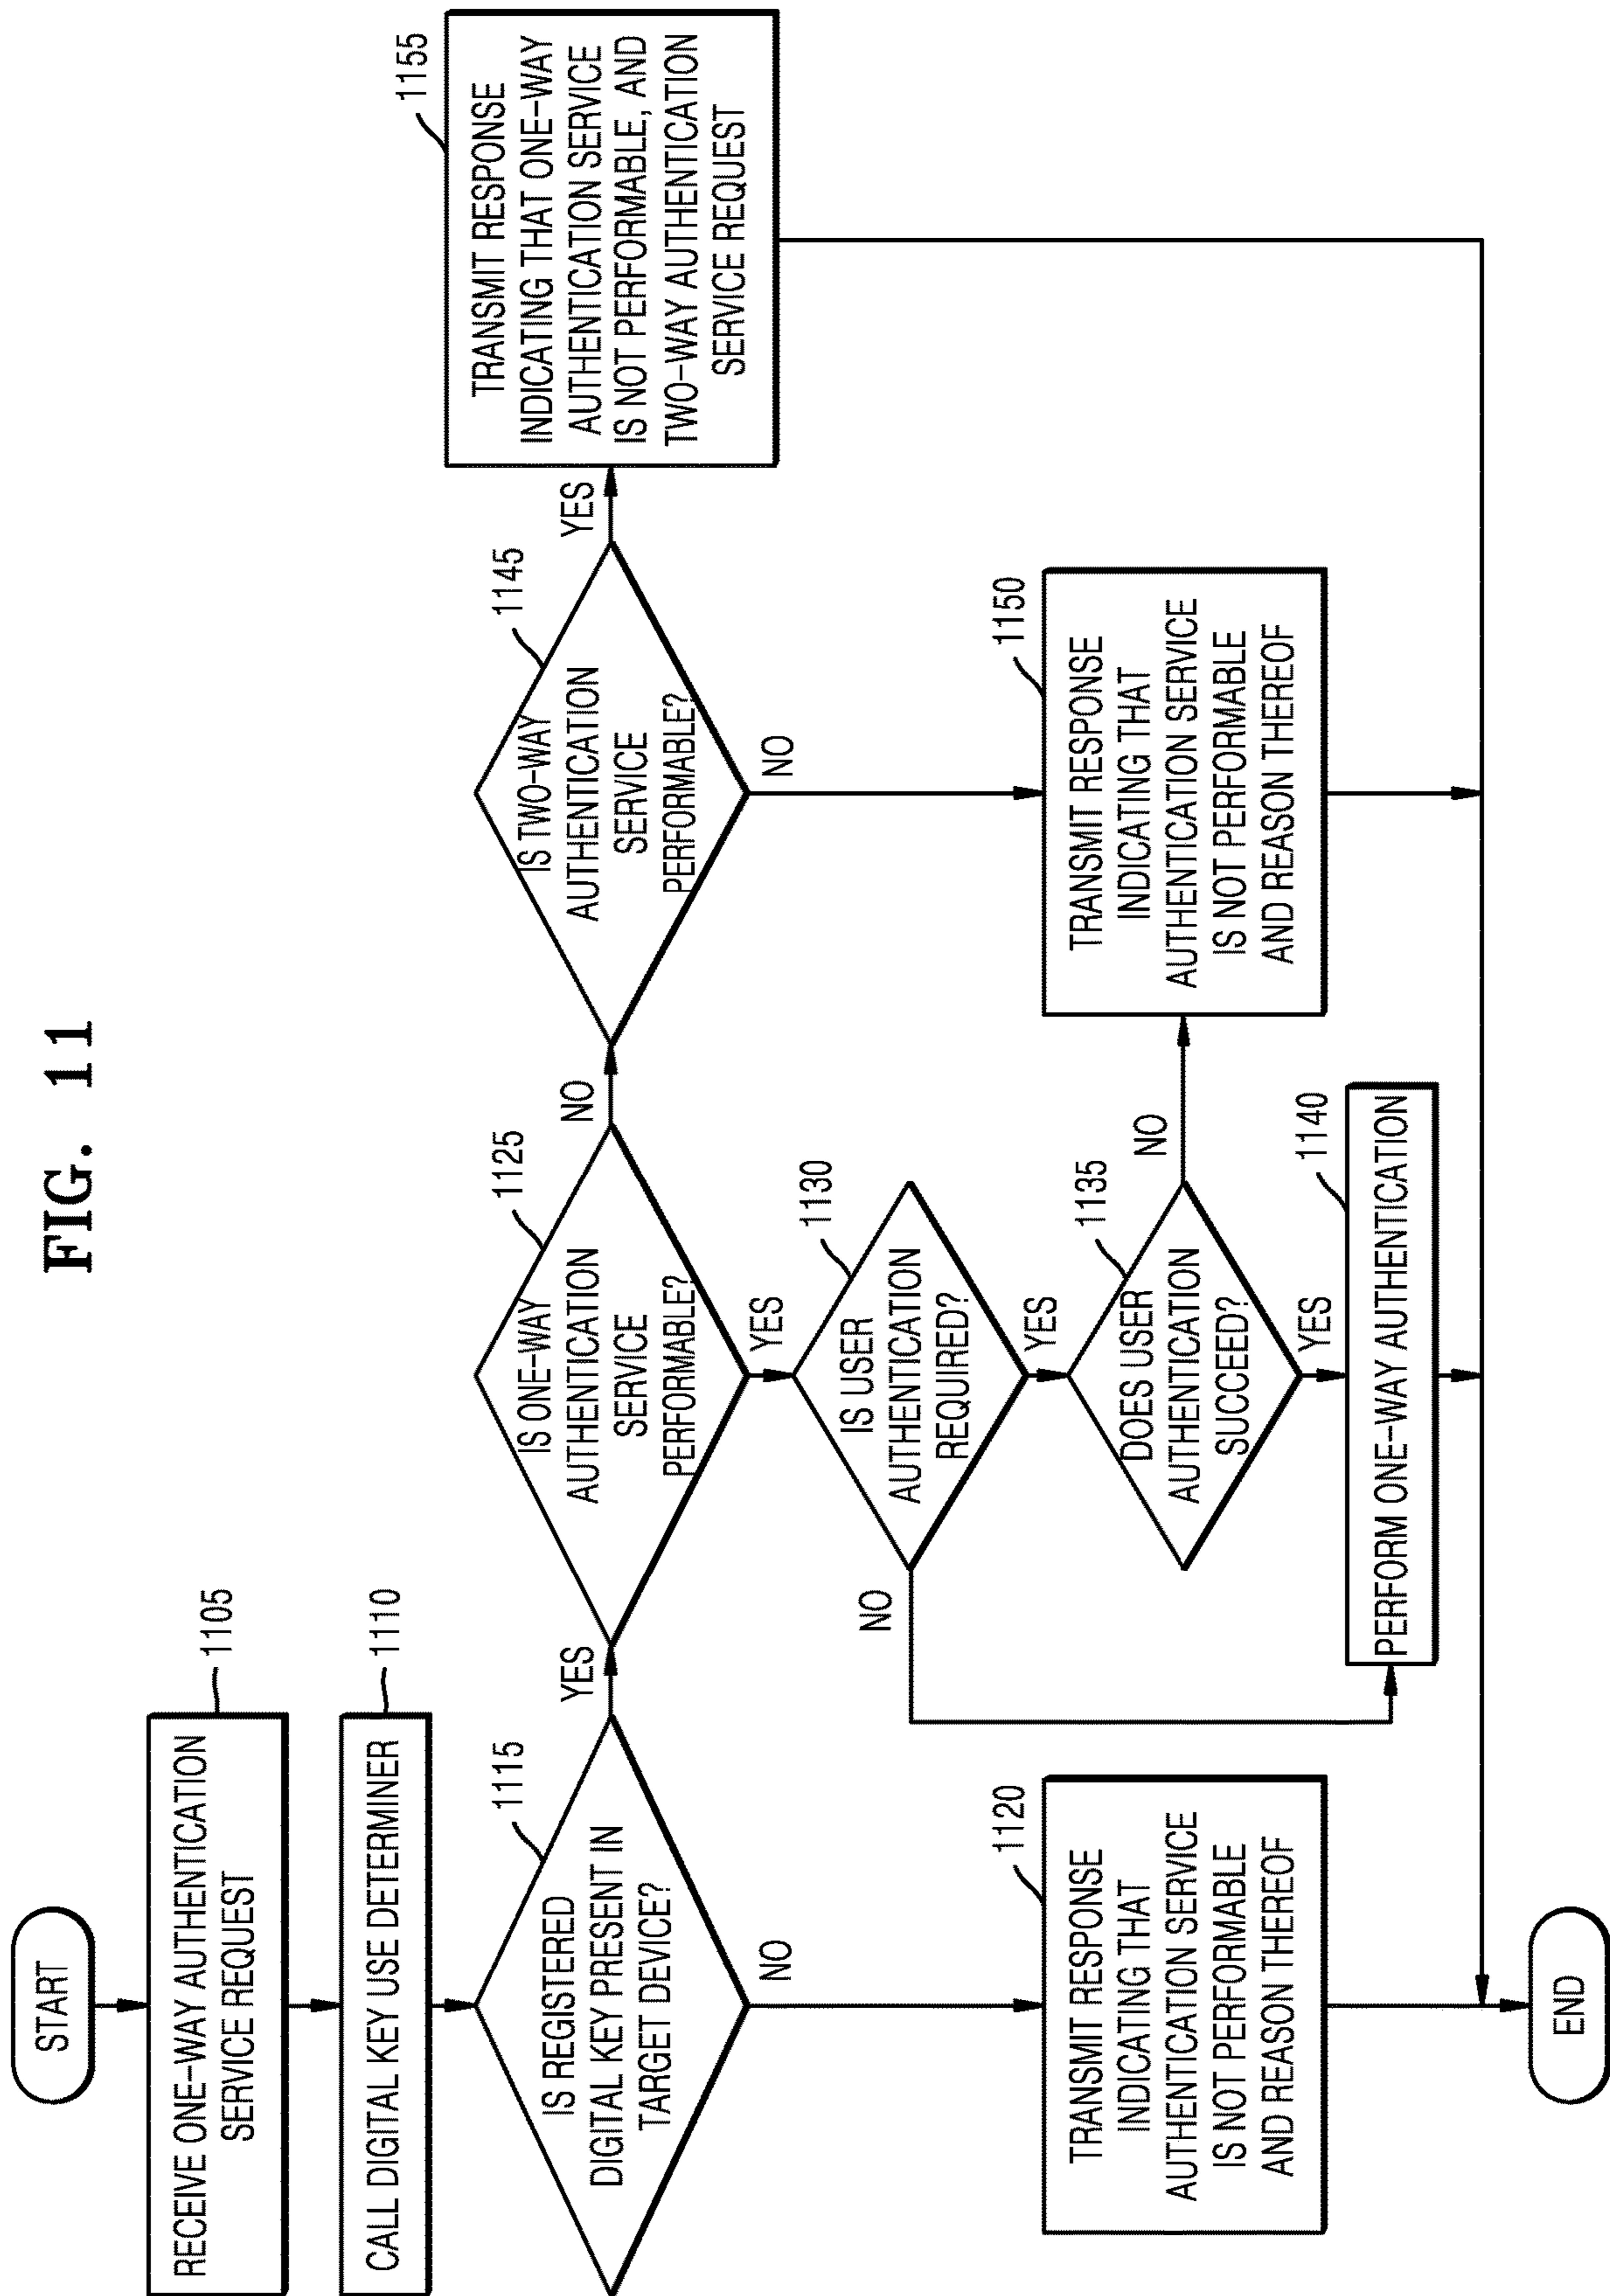 FIG. 11
START
RECEIVE ONE-WAY AUTHENTICATION
SERVICE REQUEST
1105
CALL DIGITAL KEY USE DETERMINER
1110
IS REGISTERED
DIGITAL KEY PRESENT IN
TARGET DEVICE?
1115
YES
NO
TRANSMIT RESPONSE
INDICATING THAT
AUTHENTICATION SERVICE
IS NOT PERFORMABLE
AND REASON THEREOF
1120
IS ONE-WAY
AUTHENTICATION
SERVICE
PERFORMABLE?
1125
NO
YES
IS USER
AUTHENTICATION
REQUIRED?
1130
NO
YES
DOES USER
AUTHENTICATION
SUCCEED?
1135
NO
YES
PERFORM ONE-WAY AUTHENTICATION
1140
IS TWO-WAY
AUTHENTICATION
SERVICE
PERFORMABLE?
1145
YES
NO
TRANSMIT RESPONSE
INDICATING THAT
AUTHENTICATION SERVICE
IS NOT PERFORMABLE
AND REASON THEREOF
1150
TRANSMIT RESPONSE
INDICATING THAT ONE-WAY
AUTHENTICATION SERVICE
IS NOT PERFORMABLE, AND
TWO-WAY AUTHENTICATION
SERVICE REQUEST
1155
END